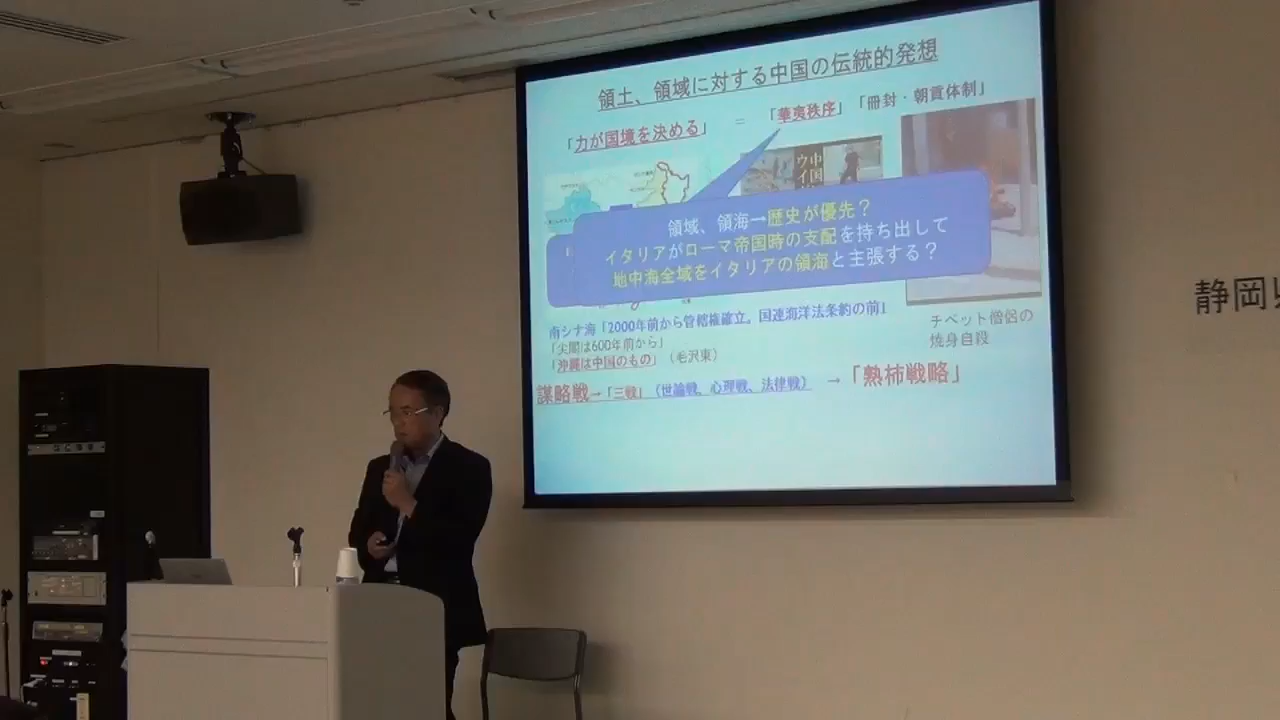 領土、領域に対する中国の伝統的発想
「力が国境を決める」 = 「華夷秩序」「冊封・朝貢体制」
中国
ウイ
領域、領海→歴史が優先？
イタリアがローマ帝国時の支配を持ち出して
地中海全域をイタリアの領海と主張する？
南シナ海「2000年前から管轄権確立。国連海洋法条約の前」
「尖閣は600年前から」
「沖縄は中国のもの」（毛沢東）
チベット僧侶の
焼身自殺
謀略戦→「三戦」（世論戦、心理戦、法律戦） →「熟柿戦略」
静岡